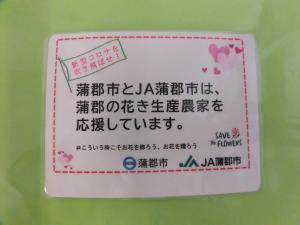 新型コロナを
吹き飛ばせ！
蒲郡市とJA蒲郡市は、
蒲郡の花き生産農家を
応援しています。
#こういう時こそお花を飾ろう、お花を贈ろう
SAVE
The FLOWERS
蒲郡市 JA蒲郡市